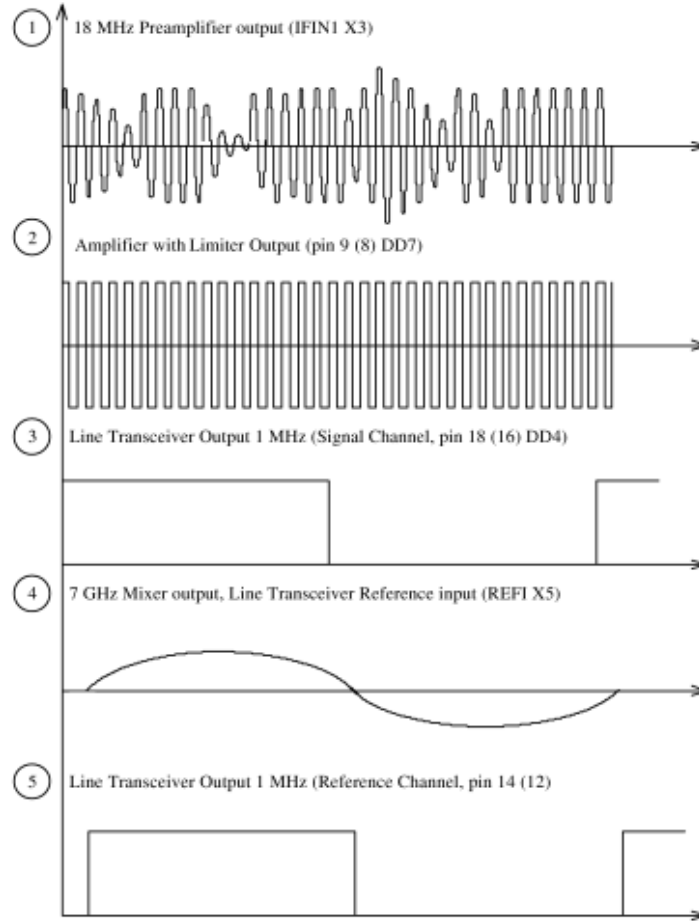 1 18 MHz Preamplifier output (IFIN1 X3)
2 Amplifier with Limiter Output (pin 9 (8) DD7)
3 Line Transceiver Output 1 MHz (Signal Channel, pin 18 (16) DD4)
4 7 GHz Mixer output, Line Transceiver Reference input (REFI X5)
5 Line Transceiver Output 1 MHz (Reference Channel, pin 14 (12)